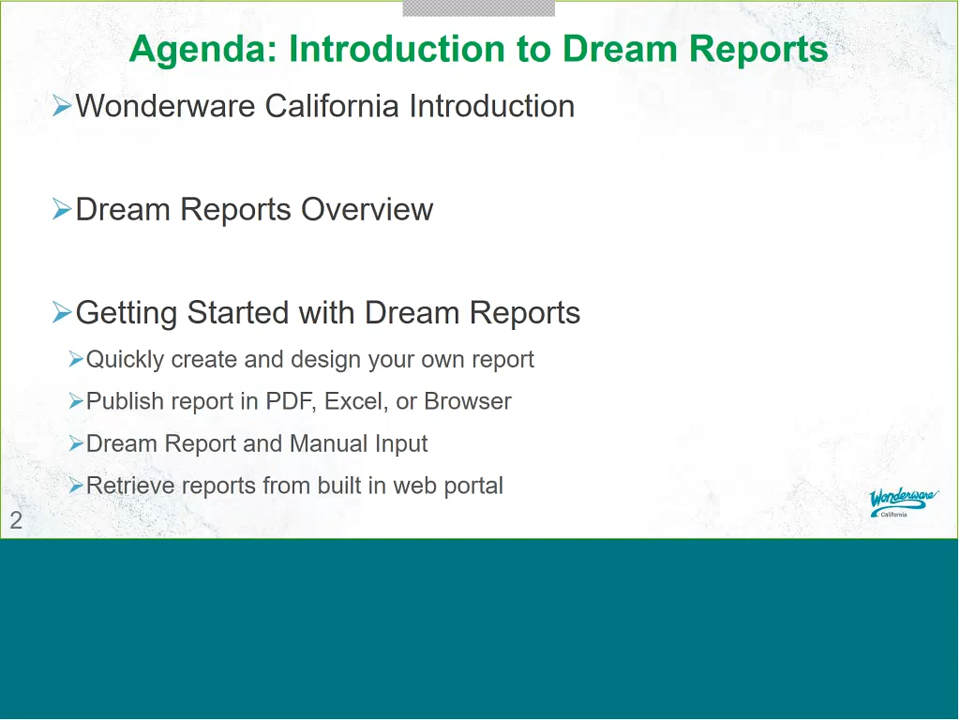 Agenda: Introduction to Dream Reports
Wonderware California Introduction
Dream Reports Overview
Getting Started with Dream Reports
Quickly create and design your own report
Publish report in PDF, Excel, or Browser
Dream Report and Manual Input
Retrieve reports from built in web portal
Wonderware
California
2